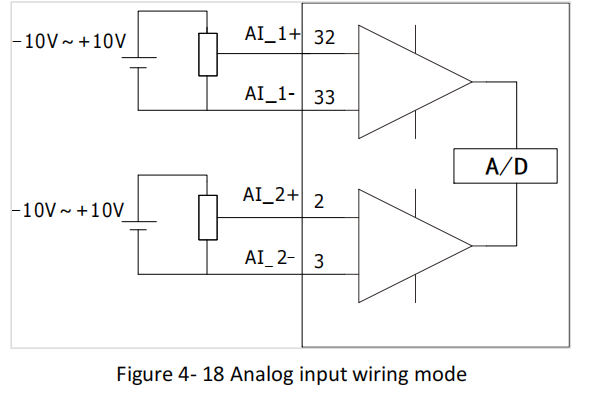 -10V~+10V
AI_1+ 32
AI_1- 33
A/D
-10V~+10V
AI_2+ 2
AI_2- 3
Figure 4- 18 Analog input wiring mode